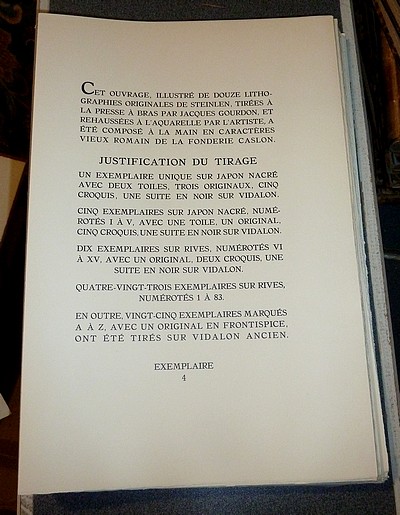 CET OUVRAGE, ILLUSTRÉ DE DOUZE LITHO-
GRAPHIES ORIGINALES DE STEINLEN, TIRÉES À
LA PRESSE À BRAS PAR JACQUES GOURDON, ET
REHAUSSÉES À L'AQUARELLE PAR L'ARTISTE, A
ÉTÉ COMPOSÉ À LA MAIN EN CARACTÈRES
VIEUX ROMAIN DE LA FONDERIE CASLON.
JUSTIFICATION DU TIRAGE
UN EXEMPLAIRE UNIQUE SUR JAPON NACRÉ
AVEC DEUX TOILES, TROIS ORIGINAUX, CINQ
CROQUIS, UNE SUITE EN NOIR SUR VIDALON.
CINQ EXEMPLAIRES SUR JAPON NACRÉ, NUMÉ-
ROTÉS I À V, AVEC UNE TOILE, UN ORIGINAL,
CINQ CROQUIS, UNE SUITE EN NOIR SUR VIDALON.
DIX EXEMPLAIRES SUR RIVES, NUMÉROTÉS VI
À XV, AVEC UN ORIGINAL, DEUX CROQUIS, UNE
SUITE EN NOIR SUR VIDALON.
QUATRE-VINGT-TROIS EXEMPLAIRES SUR RIVES,
NUMÉROTÉS 1 À 83.
EN OUTRE, VINGT-CINQ EXEMPLAIRES MARQUÉS
A À Z, AVEC UN ORIGINAL EN FRONTISPICE,
ONT ÉTÉ TIRÉS SUR VIDALON ANCIEN.
EXEMPLAIRE
4